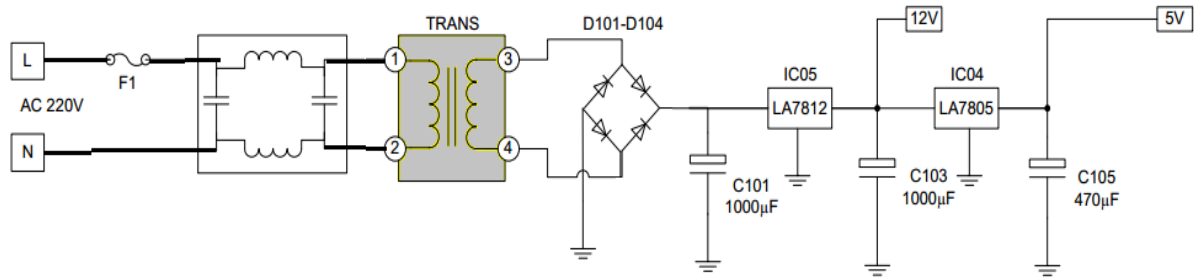 TRANS
D101-D104
12V
5V
L
F1
1
3
IC05
IC04
AC 220V
LA7812
LA7805
N
2
4
C101
1000μF
C103
1000μF
C105
470μF